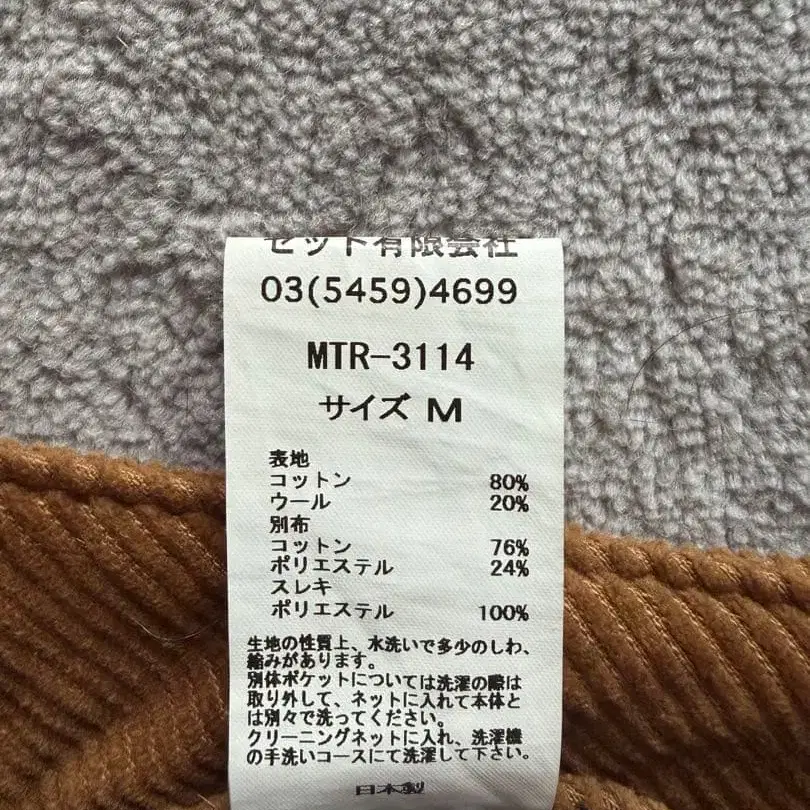 ゼット有限会社
03(5459)4699
MTR-3114
サイズ M
表地
コットン 80%
ウール 20%
別布
コットン 76%
ポリエステル 24%
スレキ
ポリエステル 100%
生地の性質上、水洗いで多少のしわ、
縮みがあります。
別体ポケットについては洗濯の際は
取り外して、ネットに入れて本体と
は別々で洗ってください。
クリーニングネットに入れ、洗濯機
の手洗いコースにて洗濯して下さい。
日本製